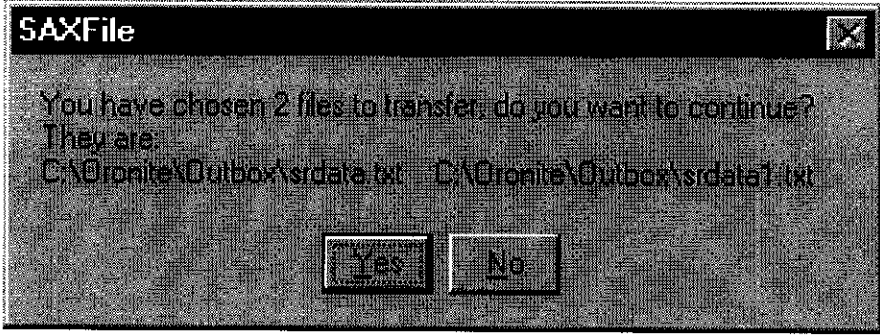 SAXFile
You have chosen 2 files to transfer, do you want to continue?
They are:
C:\Oronite\Outbox\srdata.txt C:\Oronite\Outbox\srdata1.txt
Yes No